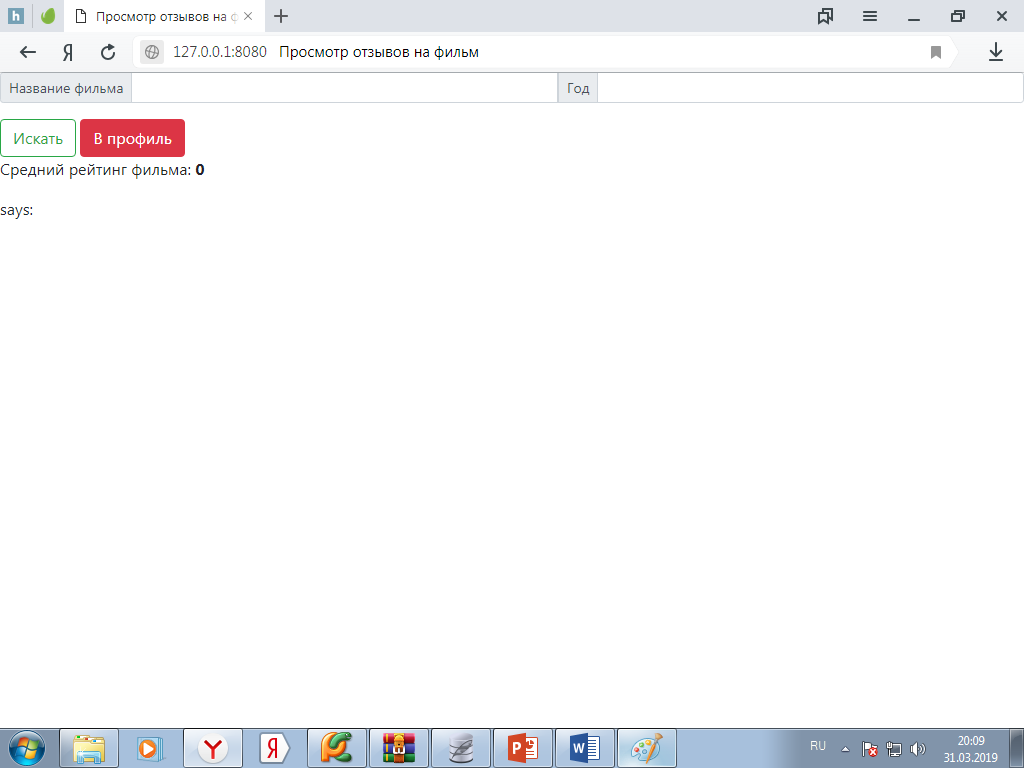 h Просмотр отзывов на ф
Я 127.0.0.1:8080 Просмотр отзывов на фильм
Название фильма Год
Искать В профиль
Средний рейтинг фильма: 0
says:
Y Я P W RU 20:09
31.03.2019